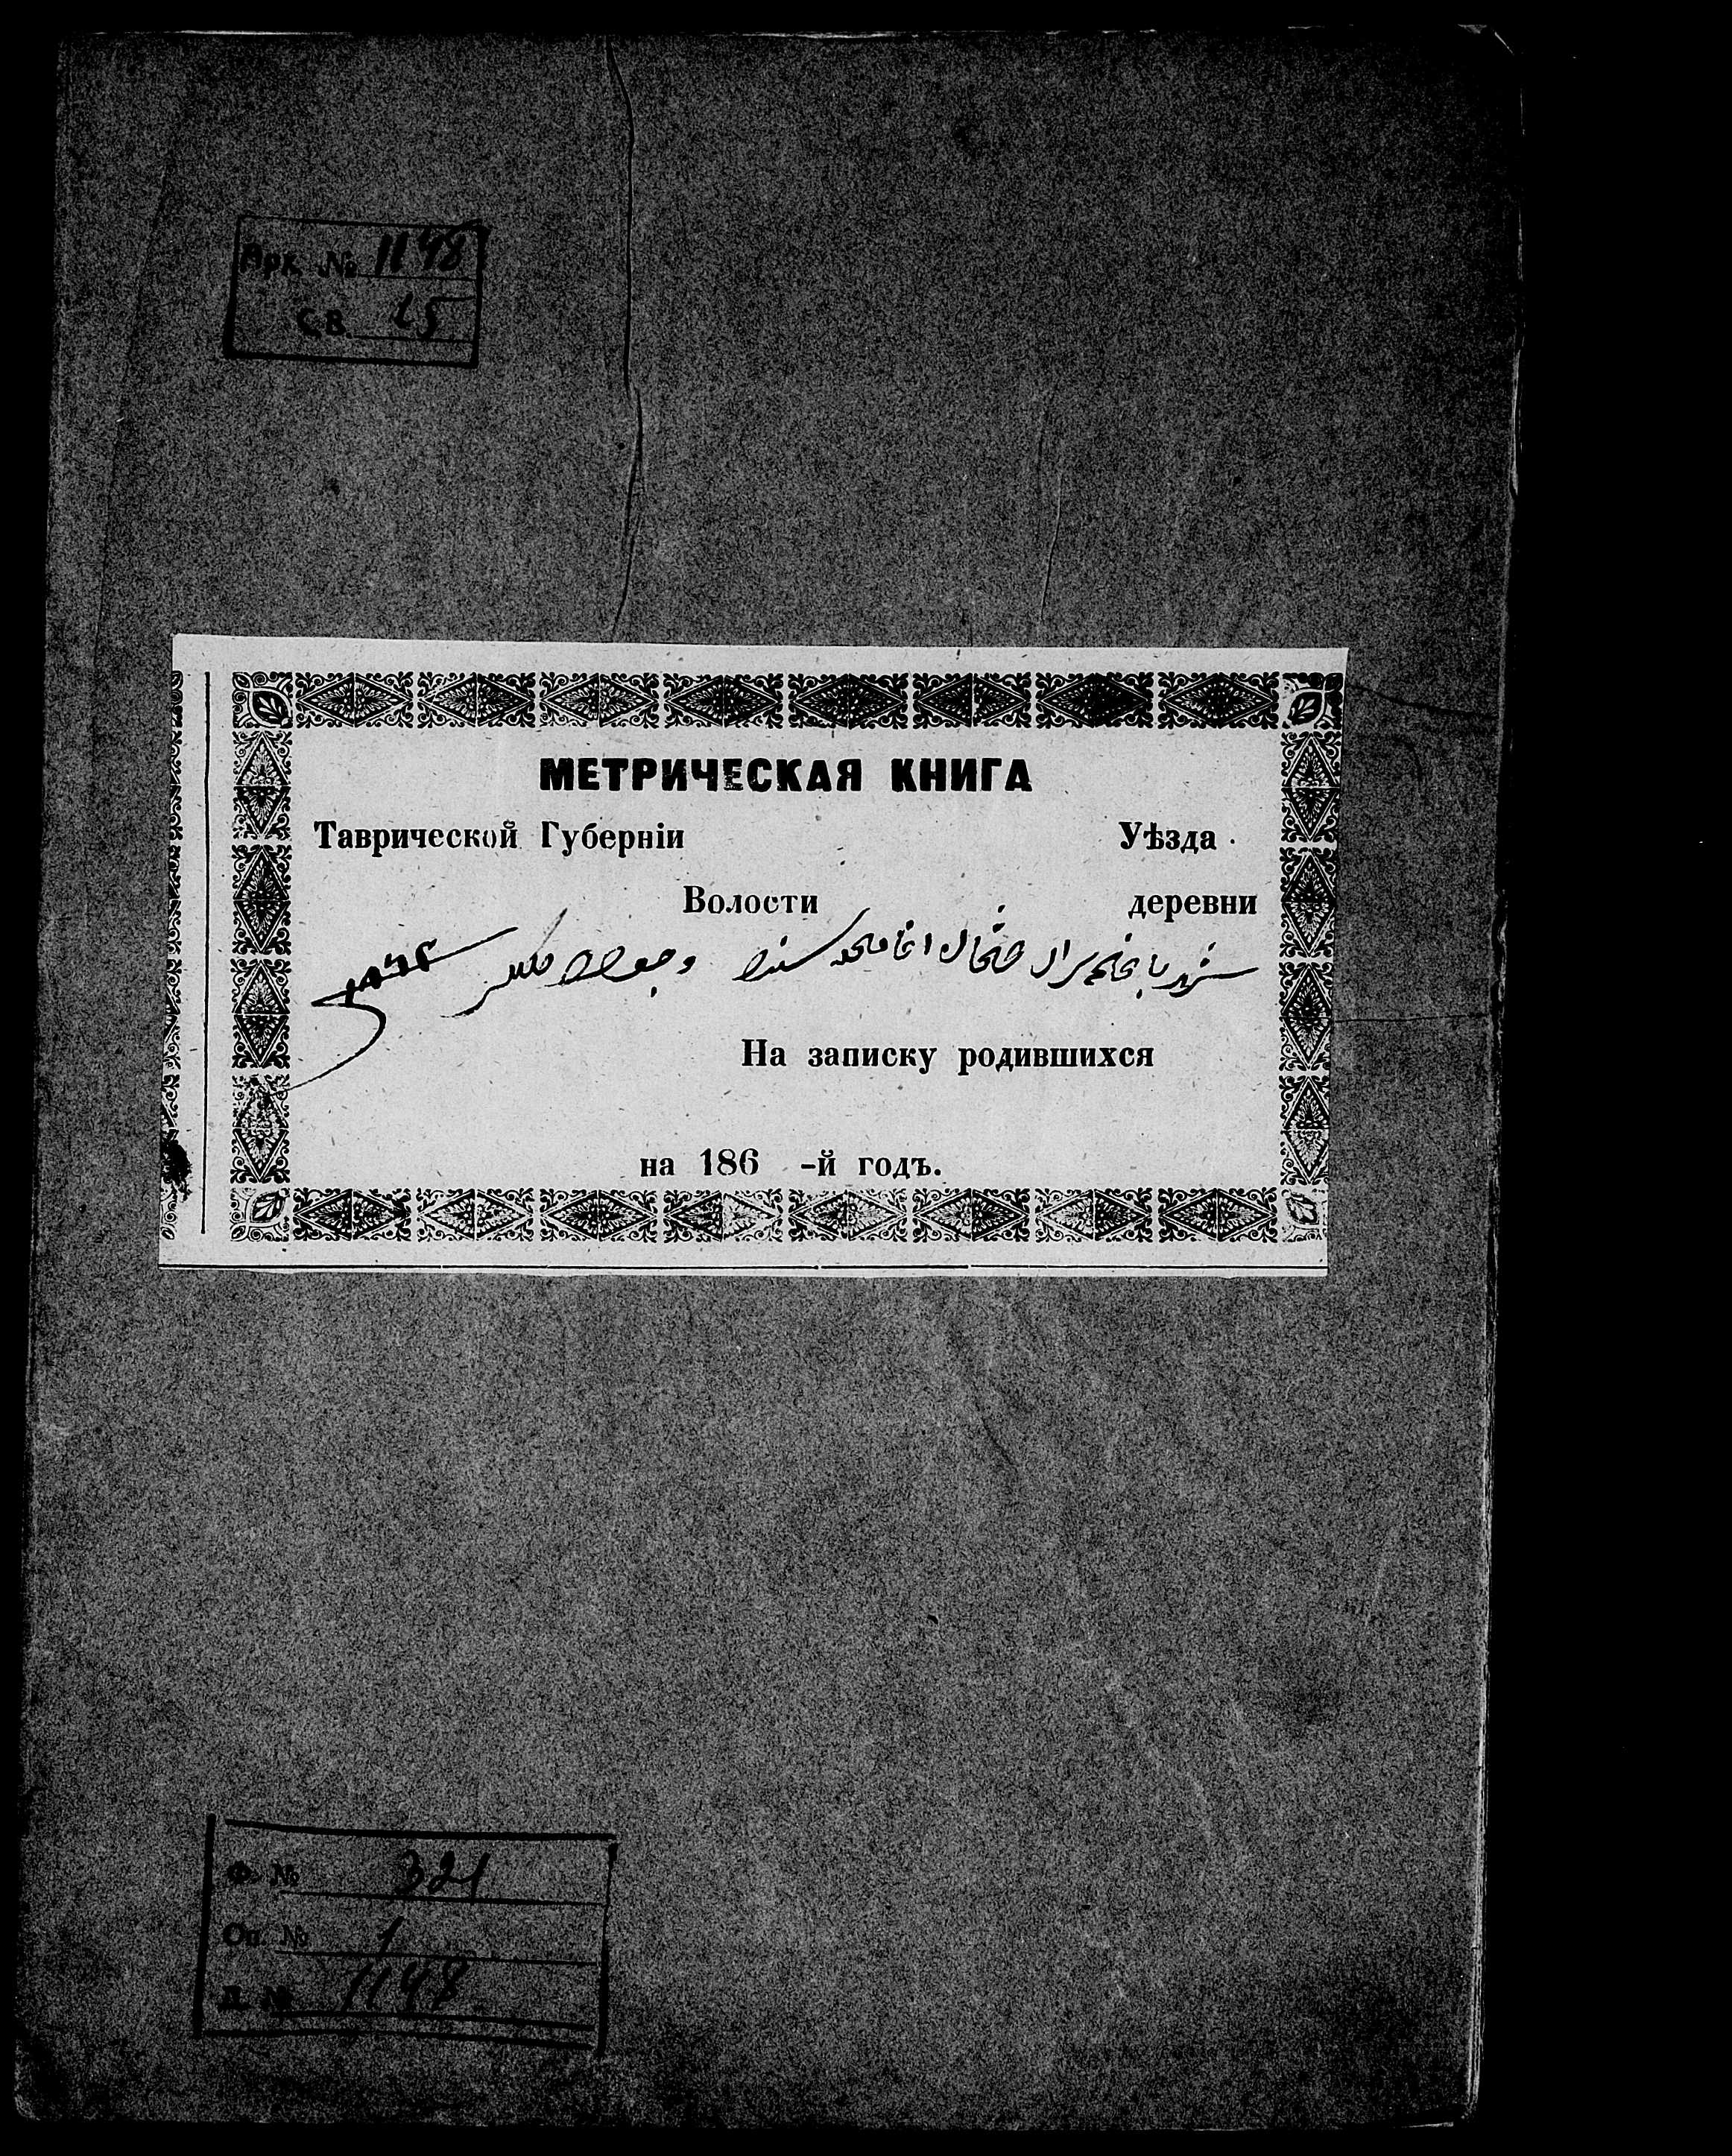 Арх. № 1148
св. 25
МЕТРИЧЕСКАЯ КНИГА
Таврической Губерніи Уѣзда
Волости деревни
На записку родившихся
на 186 -й годъ.
Ф. № 321
Оп. № 1
Д. № 1148